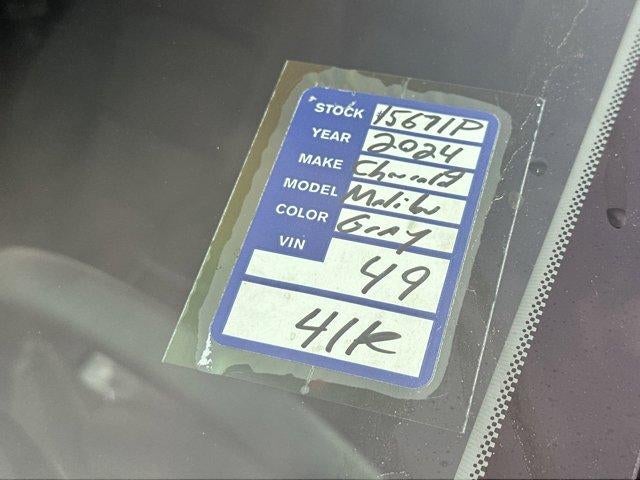 STOCK 15671P
YEAR 2024
MAKE Chevrolet
MODEL Malibu
COLOR Gray
VIN 49
41K